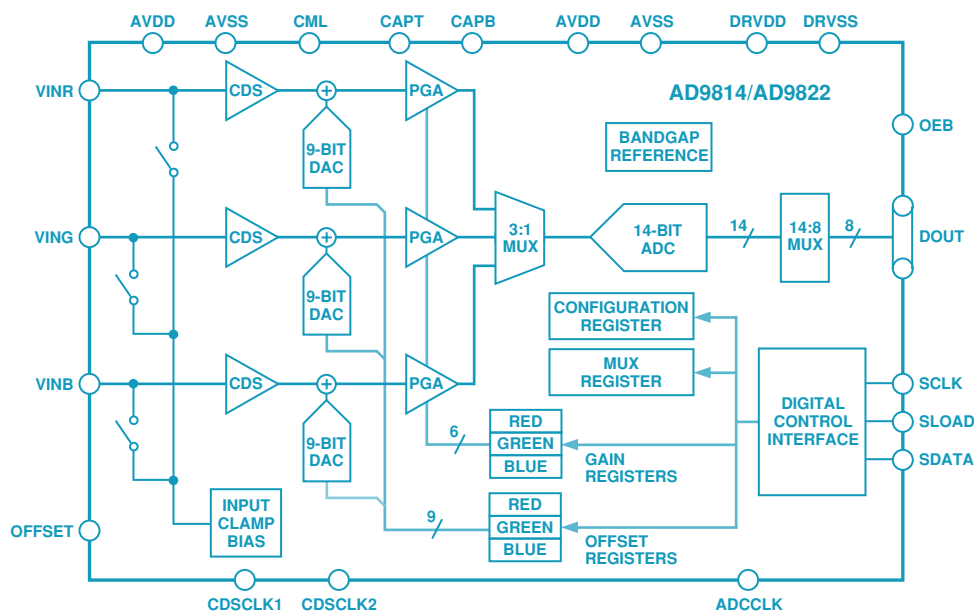 AVDD AVSS CML CAPT CAPB AVDD AVSS DRVDD DRVSS
VINR
CDS
+
PGA
AD9814/AD9822
OEB
9-BIT
DAC
BANDGAP
REFERENCE
VING
CDS
+
PGA
3:1
MUX
14-BIT
ADC
14
14:8
MUX
8
DOUT
9-BIT
DAC
CONFIGURATION
REGISTER
MUX
REGISTER
VINB
CDS
+
PGA
DIGITAL
CONTROL
INTERFACE
SCLK
SLOAD
SDATA
9-BIT
DAC
6
RED
GREEN
BLUE
GAIN
REGISTERS
INPUT
CLAMP
BIAS
9
RED
GREEN
BLUE
OFFSET
REGISTERS
OFFSET
CDSCLK1 CDSCLK2 ADCCLK